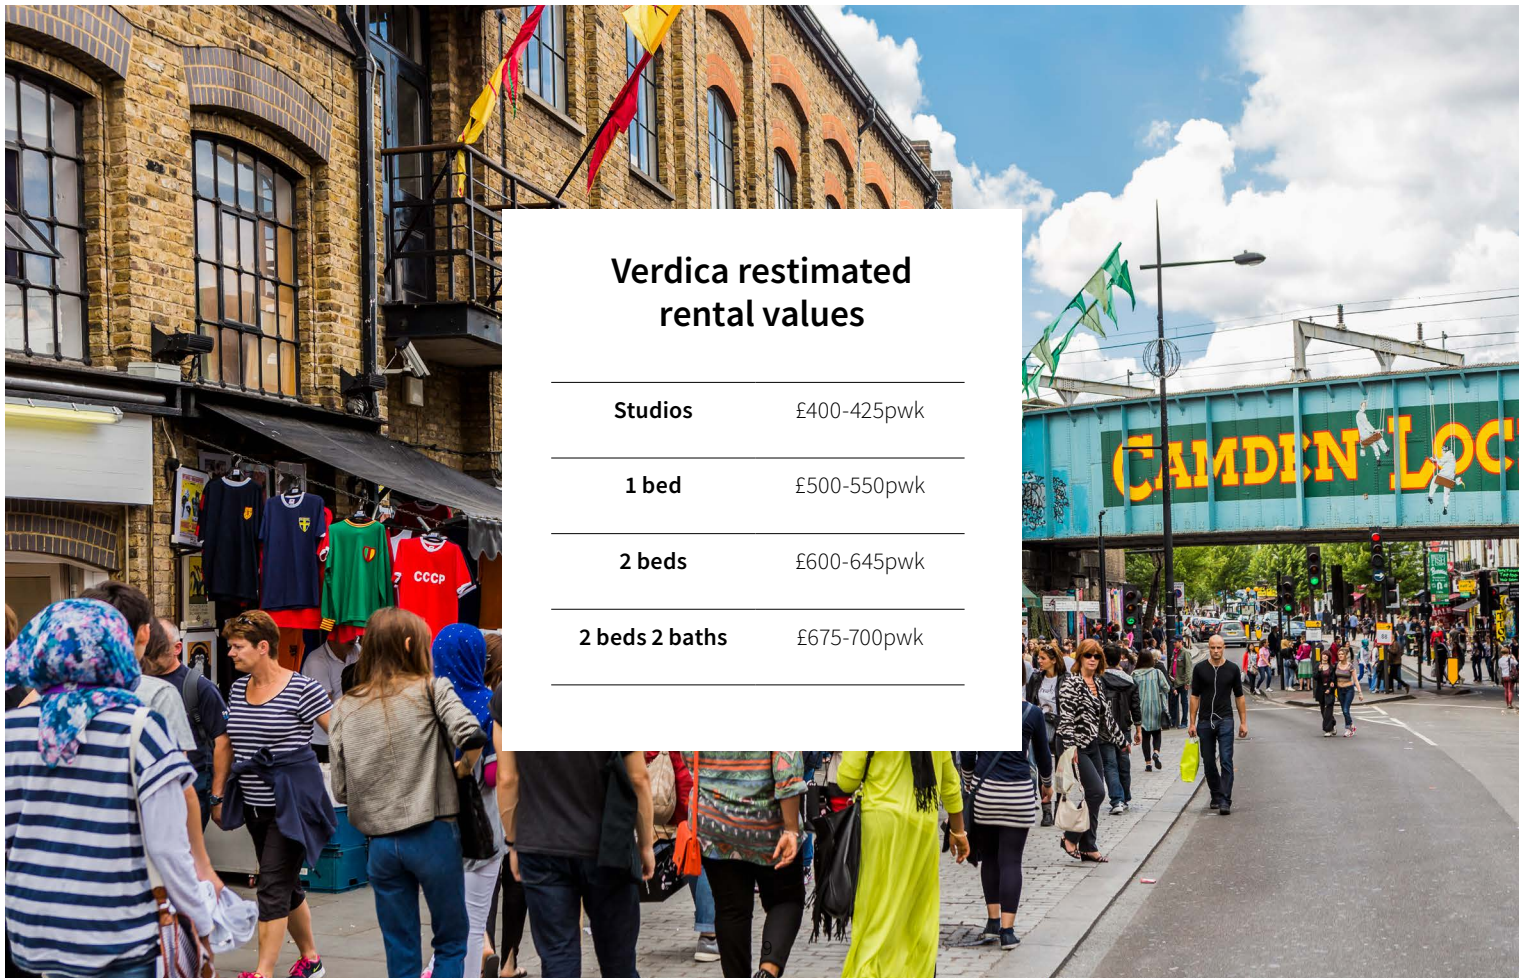 Verdica restimated
rental values
Studios £400-425pwk
1 bed £500-550pwk
2 beds £600-645pwk
2 beds 2 baths £675-700pwk
CAMDEN LOC
CCCP